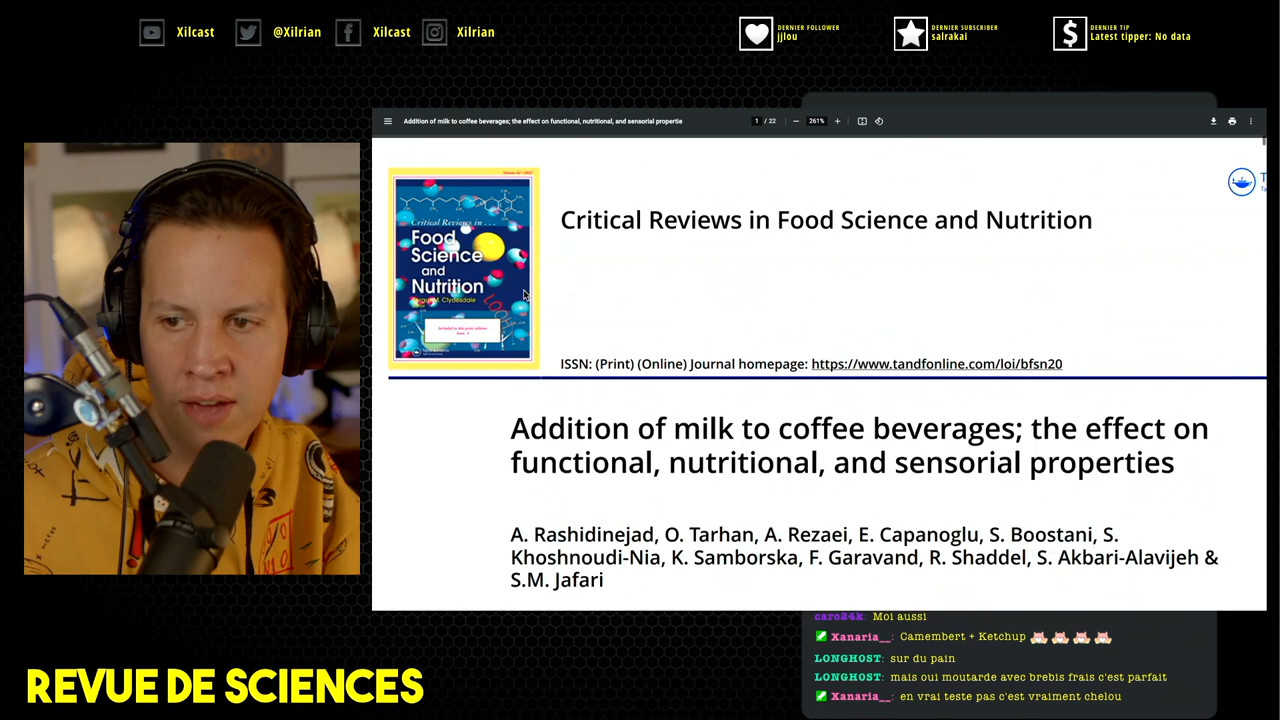 Xilcast
@Xilrian
Xilcast
Xilrian
DERNIER FOLLOWER
jjlou
DERNIER SUBSCRIBER
salrakai
DERNIER TIP
Latest tipper: No data
Addition of milk to coffee beverages; the effect on functional, nutritional, and sensorial propertie
1 / 22
261%
Critical Reviews in Food Science and Nutrition
Critical Reviews in . . .
Food
Science
and
Nutrition
ISSN: (Print) (Online) Journal homepage: https://www.tandfonline.com/loi/bfsn20
Addition of milk to coffee beverages; the effect on
functional, nutritional, and sensorial properties
A. Rashidinejad, O. Tarhan, A. Rezaei, E. Capanoglu, S. Boostani, S.
Khoshnoudi-Nia, K. Samborska, F. Garavand, R. Shaddel, S. Akbari-Alavijeh &
S.M. Jafari
caro24k: Moi aussi
Xanaria__: Camembert + Ketchup
LONGHOST: sur du pain
LONGHOST: mais oui moutarde avec brebis frais c'est parfait
Xanaria__: en vrai teste pas c'est vraiment chelou
REVUE DE SCIENCES